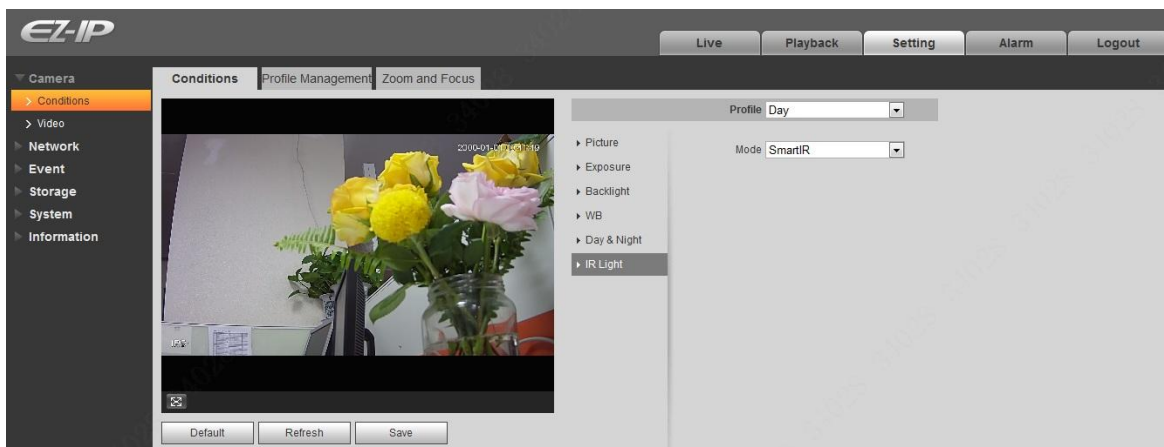 EZ-IP
Live Playback Setting Alarm Logout
Camera
Conditions
Video
Network
Event
Storage
System
Information
Conditions Profile Management Zoom and Focus
Profile Day
Picture
Exposure
Backlight
WB
Day & Night
IR Light
Mode SmartIR
IPC
Default Refresh Save